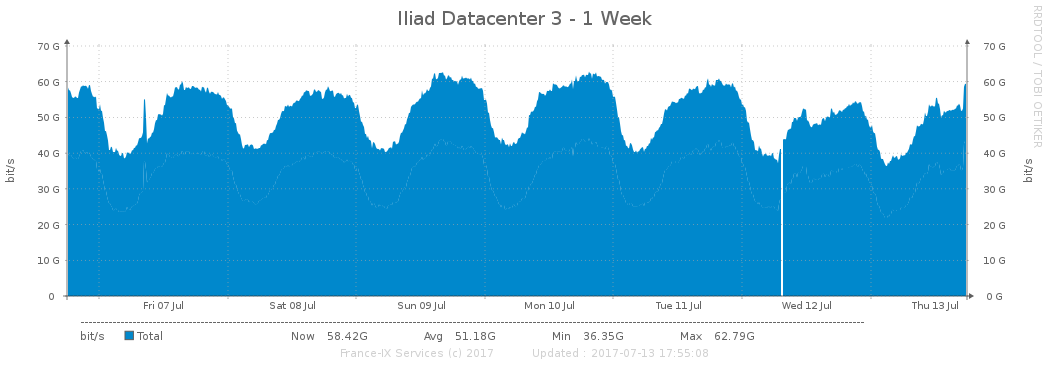 Iliad Datacenter 3 - 1 Week
RRDTOOL / TOBI OETIKER
70 G 70 G
60 G 60 G
50 G 50 G
40 G 40 G
30 G 30 G
20 G 20 G
10 G 10 G
0 0 G
bit/s
bit/s
Fri 07 Jul Sat 08 Jul Sun 09 Jul Mon 10 Jul Tue 11 Jul Wed 12 Jul Thu 13 Jul
bit/s Total Now 58.42G Avg 51.18G Min 36.35G Max 62.79G
France-IX Services (c) 2017 Updated : 2017-07-13 17:55:08